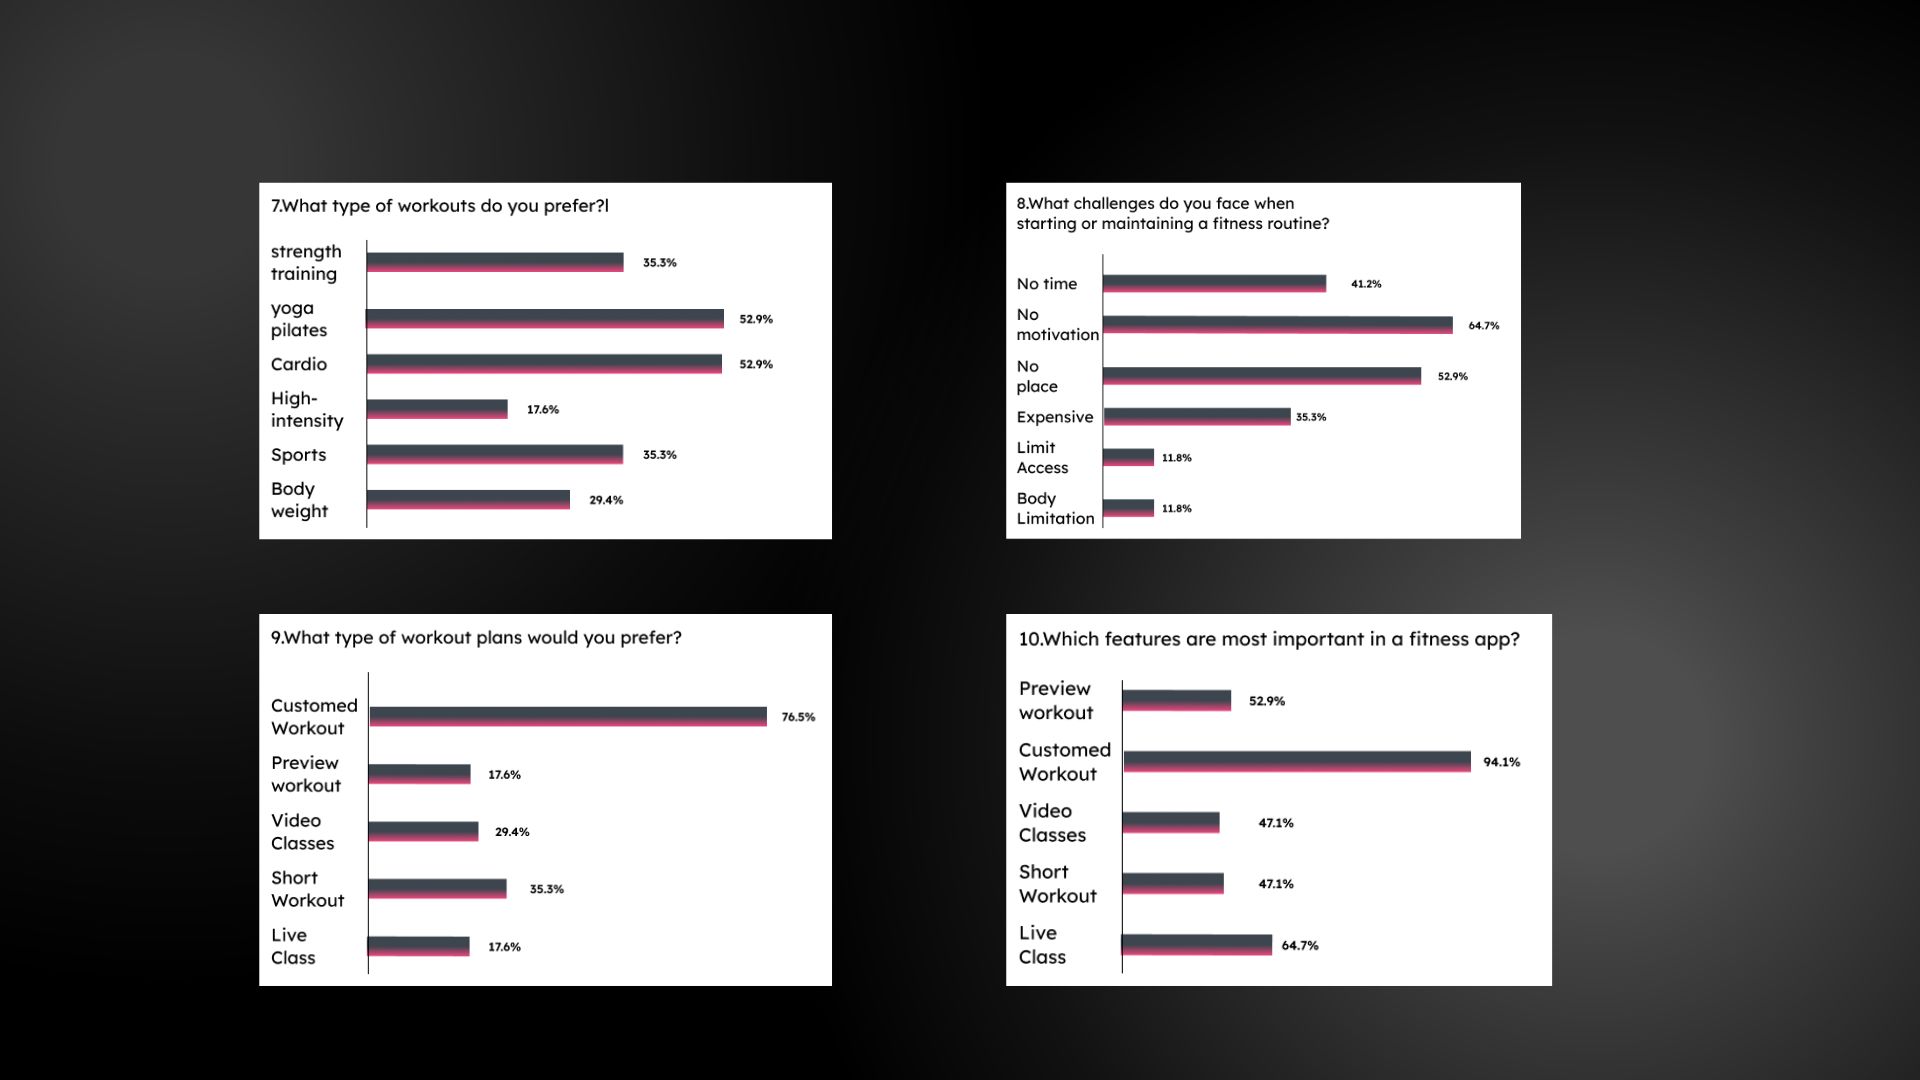 7.What type of workouts do you prefer?l
strength
training
35.3%
yoga
pilates
52.9%
Cardio
52.9%
High-
intensity
17.6%
Sports
35.3%
Body
weight
29.4%
8.What challenges do you face when
starting or maintaining a fitness routine?
No time
41.2%
No
motivation
64.7%
No
place
52.9%
Expensive
35.3%
Limit
Access
11.8%
Body
Limitation
11.8%
9.What type of workout plans would you prefer?
Customed
Workout
76.5%
Preview
workout
17.6%
Video
Classes
29.4%
Short
Workout
35.3%
Live
Class
17.6%
10.Which features are most important in a fitness app?
Preview
workout
52.9%
Customed
Workout
94.1%
Video
Classes
47.1%
Short
Workout
47.1%
Live
Class
64.7%